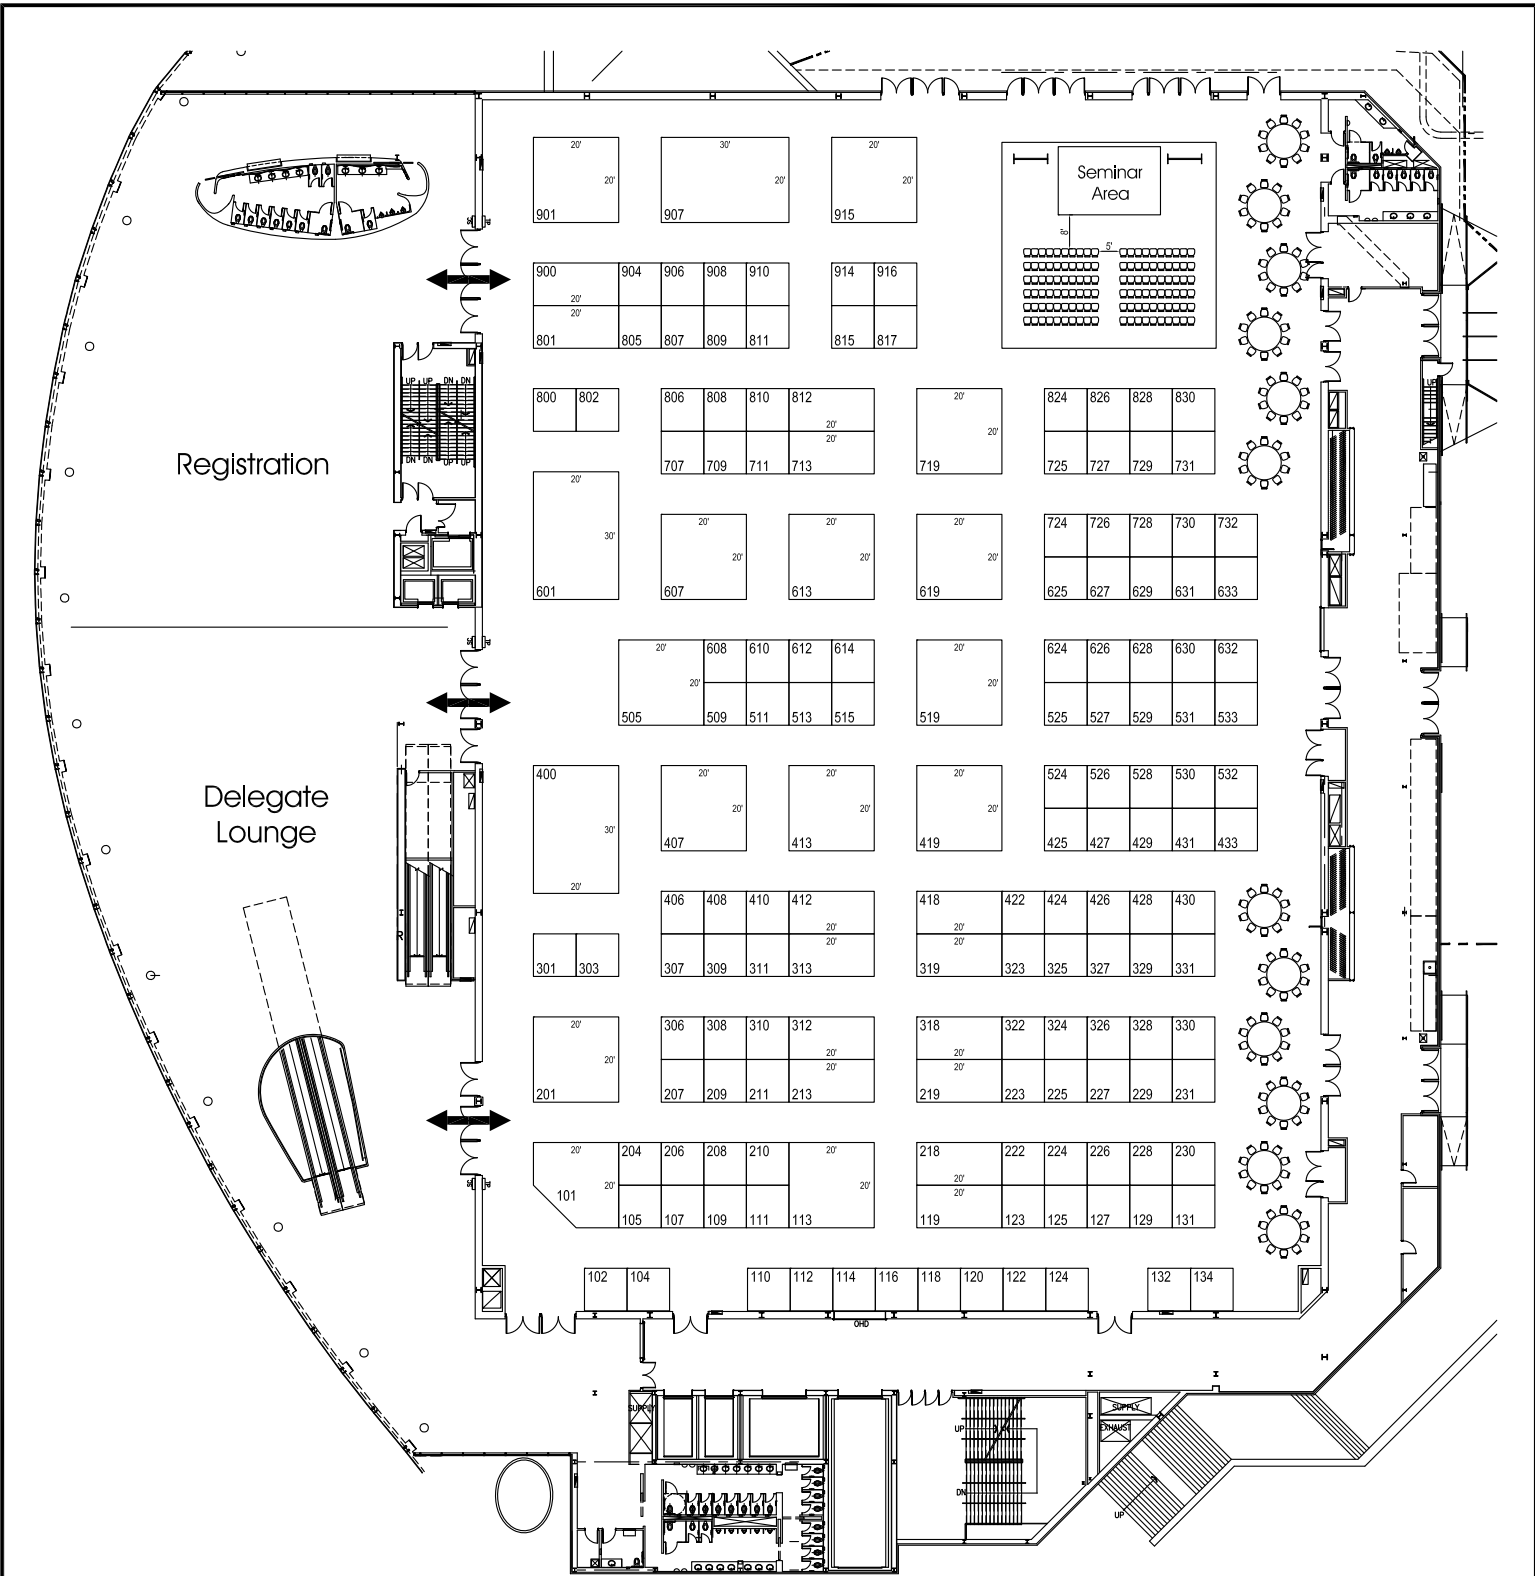 20' 30' 20'
20' 20' 20'
901 907 915
Seminar
Area
8'
5'
900 904 906 908 910 914 916
20'
20'
801 805 807 809 811 815 817
UP UP DN DN
DN DN UP UP
UP
800 802 806 808 810 812 20' 824 826 828 830
20' 20'
20'
707 709 711 713 719 725 727 729 731
Registration
20'
30'
601
20' 20' 20' 724 726 728 730 732
20' 20' 20'
607 613 619 625 627 629 631 633
20' 608 610 612 614 20' 624 626 628 630 632
20' 20'
505 509 511 513 515 519 525 527 529 531 533
Delegate
Lounge
400
30'
20'
20' 20' 20' 524 526 528 530 532
20' 20' 20'
407 413 419 425 427 429 431 433
406 408 410 412 418 422 424 426 428 430
20' 20'
20' 20'
301 303 307 309 311 313 319 323 325 327 329 331
R
20' 306 308 310 312 318 322 324 326 328 330
20' 20' 20'
20' 20'
201 207 209 211 213 219 223 225 227 229 231
20' 204 206 208 210 20' 218 222 224 226 228 230
20' 20' 20'
20'
101 105 107 109 111 113 119 123 125 127 129 131
102 104 110 112 114 116 118 120 122 124 132 134
OHD
SUPPLY
SUPPLY
EXHAUST
UP
DN
UP